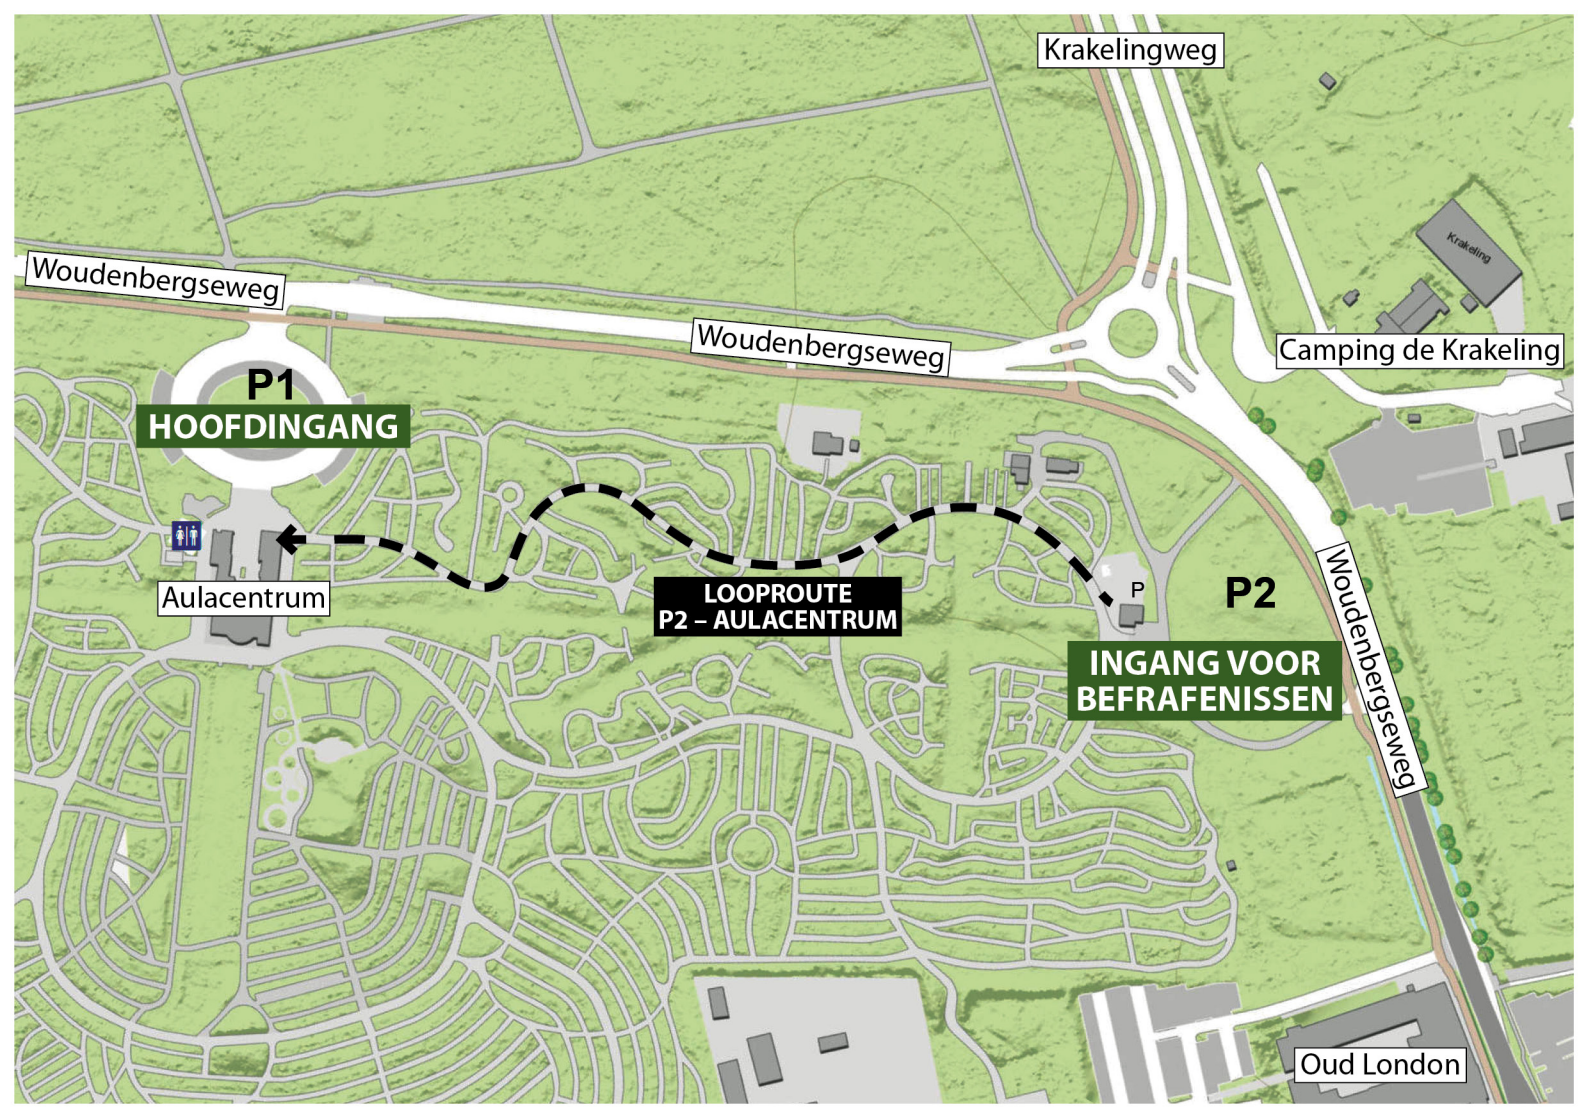 Krakelingweg
Krakeling
Woudenbergseweg
Woudenbergseweg
Camping de Krakeling
P1
HOOFDINGANG
Aulacentrum
LOOPROUTE
P2 – AULACENTRUM
P
P2
INGANG VOOR
BEFRAFENISSEN
Woudenbergseweg
Oud London